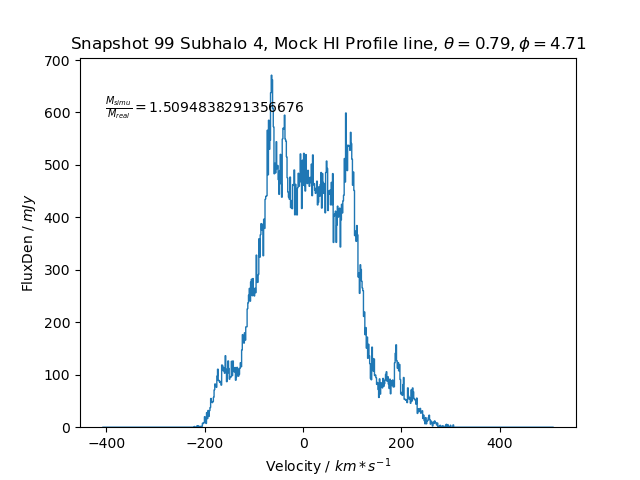 Snapshot 99 Subhalo 4, Mock HI Profile line, θ = 0.79, ϕ = 4.71
700
600
500
400
300
200
100
0
FluxDen / mJy
M_simu/M_real = 1.5094838291356676
−400 −200 0 200 400
Velocity / km * s⁻¹